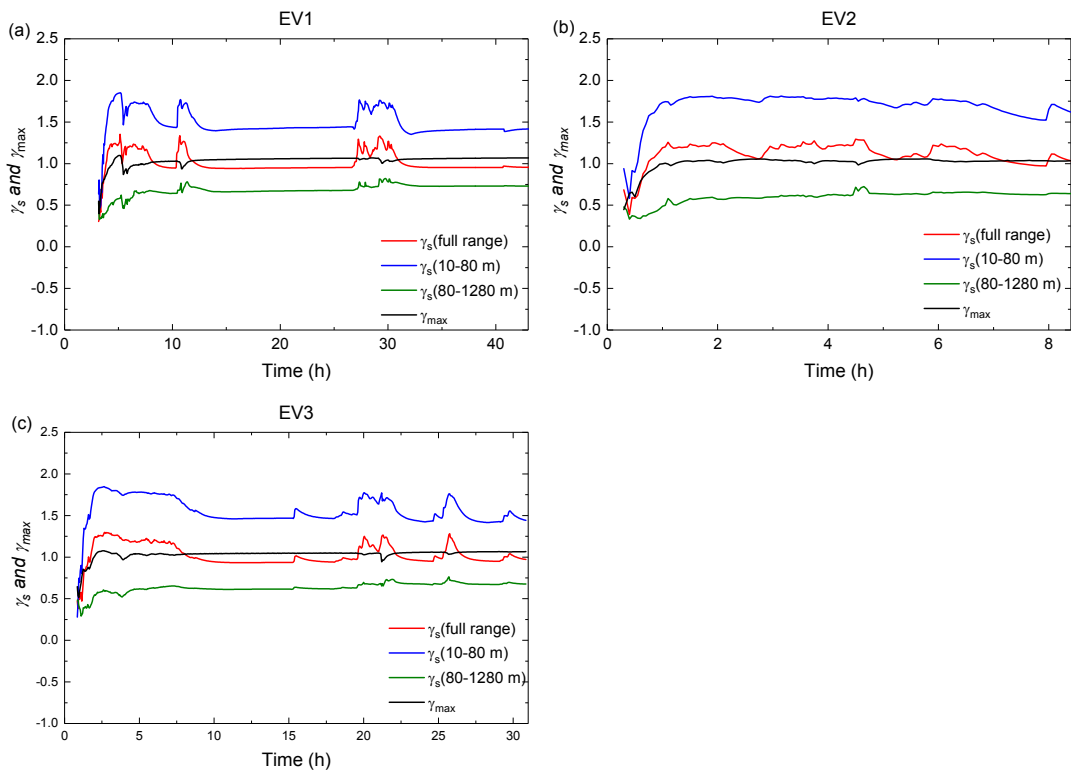 EV1
(a)
2.5
2.0
1.5
1.0
0.5
0.0
-0.5
-1.0
γs and γmax
0 10 20 30 40
Time (h)
γs(full range)
γs(10-80 m)
γs(80-1280 m)
γmax
EV2
(b)
2.5
2.0
1.5
1.0
0.5
0.0
-0.5
-1.0
γs and γmax
0 2 4 6 8
Time (h)
γs(full range)
γs(10-80 m)
γs(80-1280 m)
γmax
EV3
(c)
2.5
2.0
1.5
1.0
0.5
0.0
-0.5
-1.0
γs and γmax
0 5 10 15 20 25 30
Time (h)
γs(full range)
γs(10-80 m)
γs(80-1280 m)
γmax